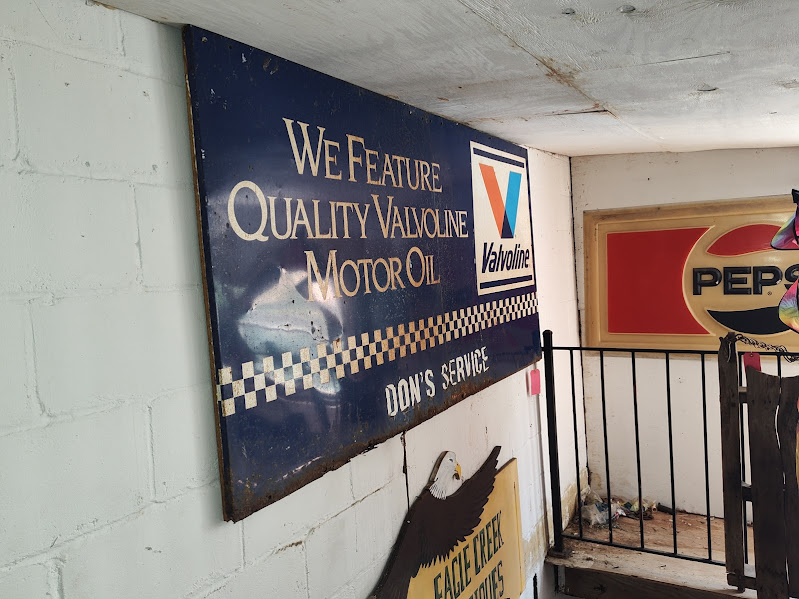 We Feature
Quality Valvoline
Motor Oil
Valvoline
DON'S SERVICE
PEPS
EAGLE CREEK